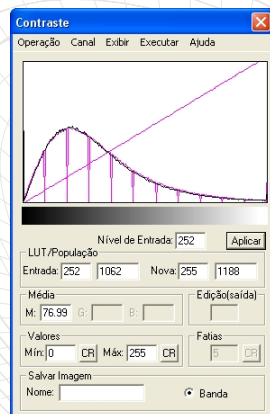 Contraste
Operação Canal Exibir Executar Ajuda
Nível de Entrada: 252 Aplicar
LUT/População
Entrada: 252 1062 Nova: 255 1188
Média Edição(saída)
M: 76.99 G: B:
Valores Fatias
Mín: 0 CR Máx: 255 CR 5 CR
Salvar Imagem
Nome: Banda